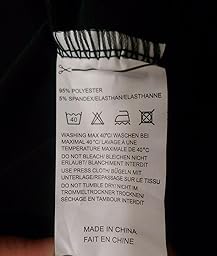 95% POLYESTER
5% SPANDEX/ELASTHAN/ELASTHANNE
40
WASHING MAX 40°C/WASCHEN BEI
MAXIMAL 40°C/LAVAGE A UNE
TEMPERATURE MAXIMALE DE 40°C
DO NOT BLEACH/ BLEICHEN NICHT
ERLAUBT/ BLANCHIMENT INTERDIT
USE PRESS CLOTH/BÜGELN MIT
UNTERLAGE/REPASSAGE SUR LE TISSU
DO NOT TUMBLE DRY/ NICHT IM
TROMMELTROCKNER TROCKNEN/
SÉCHAGE EN TAMBOUR INTERDIT
MADE IN CHINA
FAIT EN CHINE